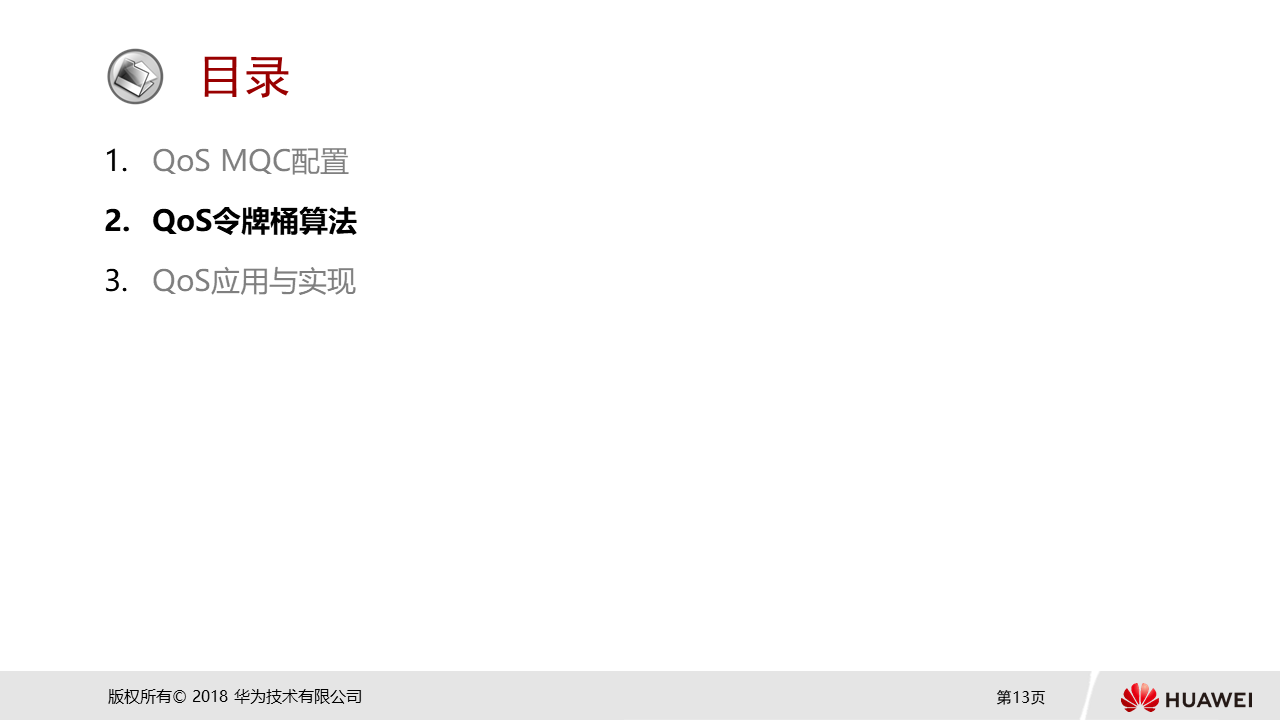 目录
1. QoS MQC配置
2. QoS令牌桶算法
3. QoS应用与实现
版权所有© 2018 华为技术有限公司
第13页
HUAWEI